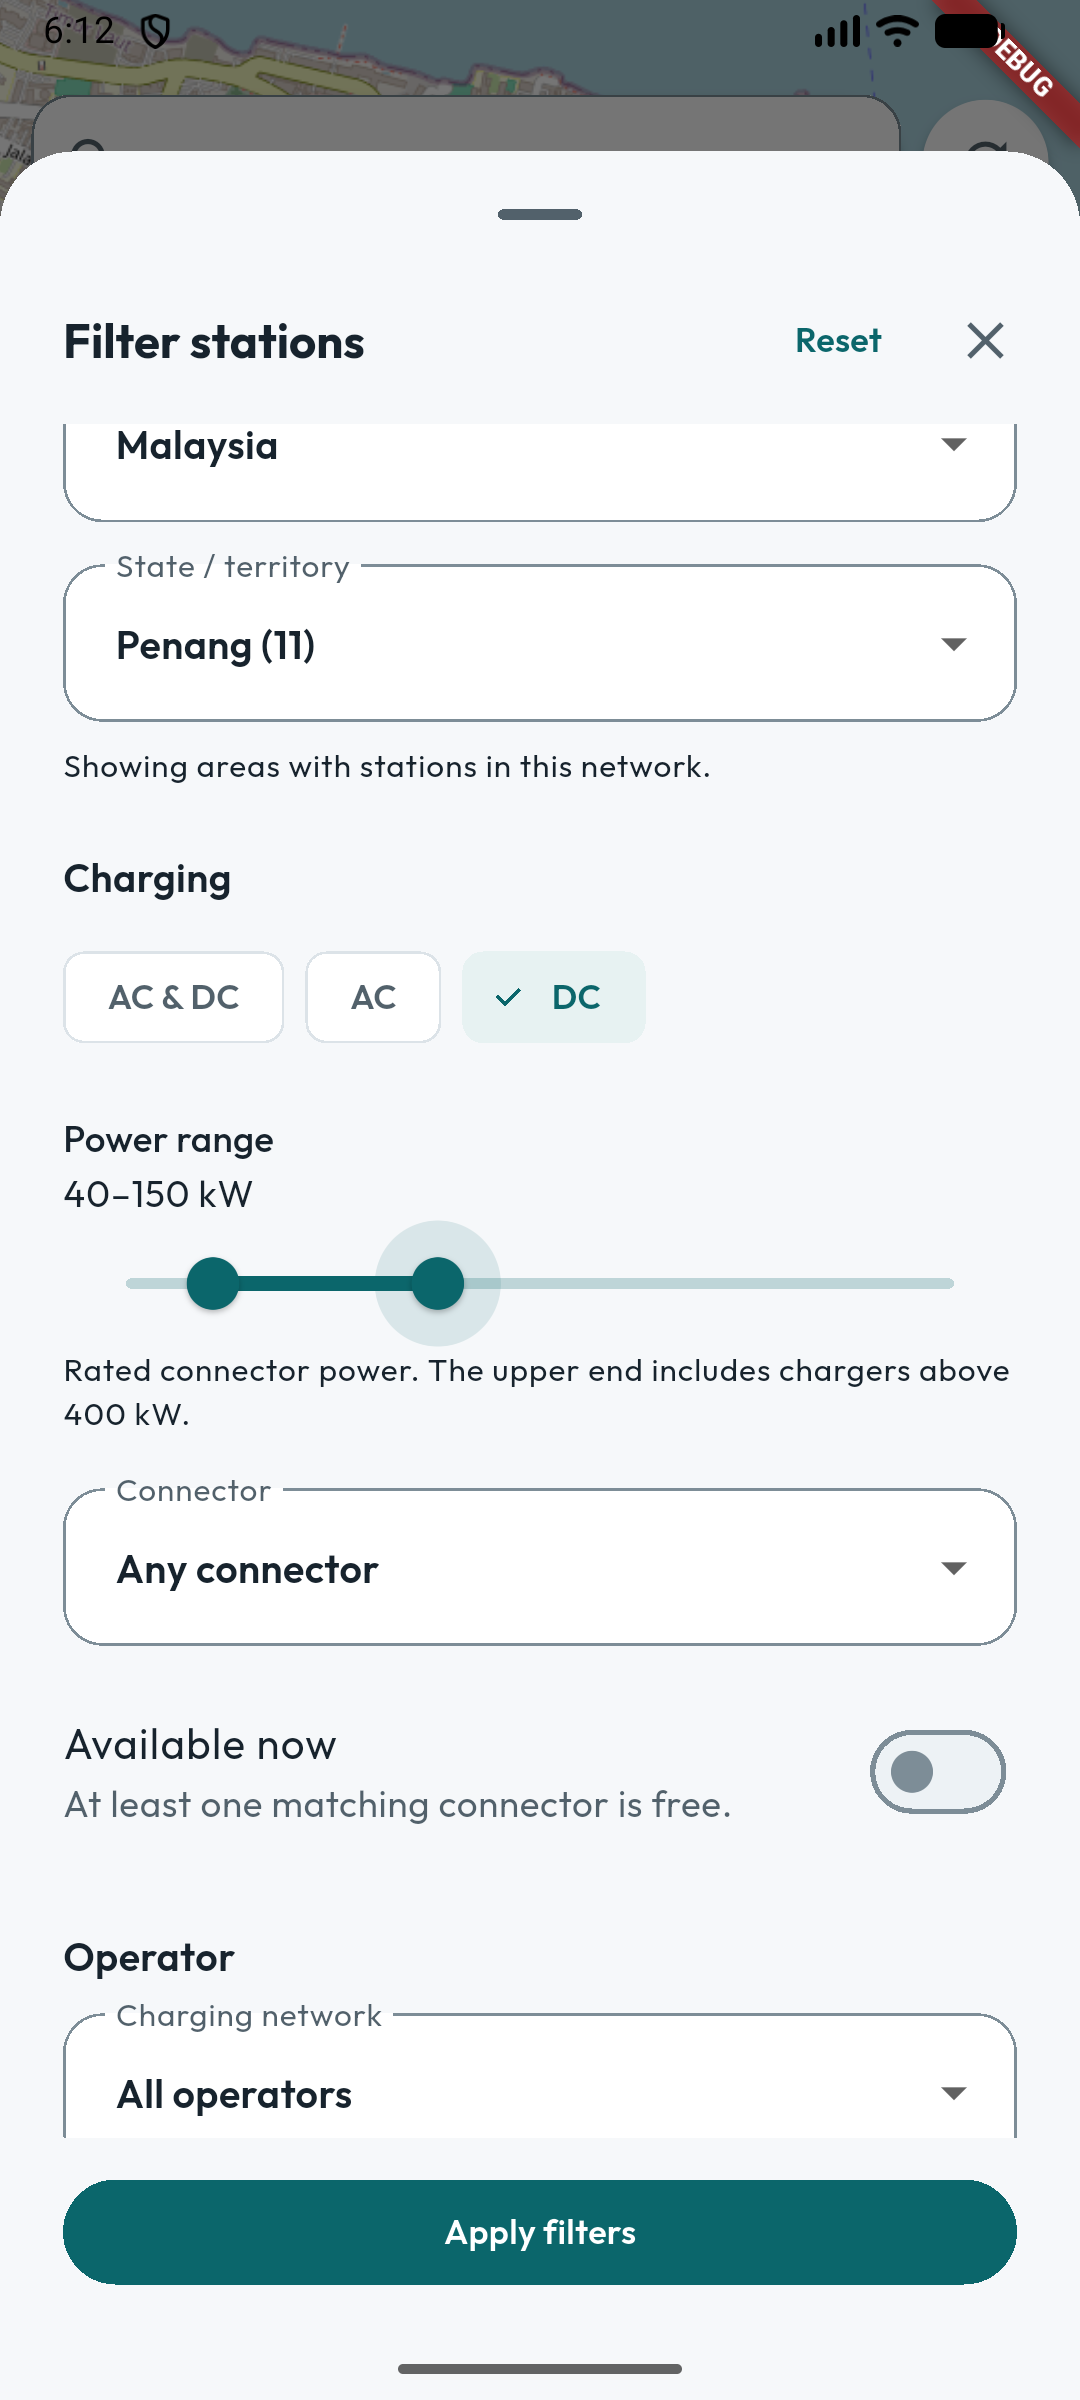 6:12
EBUG
Jala
Filter stations
Reset
Malaysia
State / territory
Penang (11)
Showing areas with stations in this network.
Charging
AC & DC
AC
DC
Power range
40–150 kW
Rated connector power. The upper end includes chargers above
400 kW.
Connector
Any connector
Available now
At least one matching connector is free.
Operator
Charging network
All operators
Apply filters